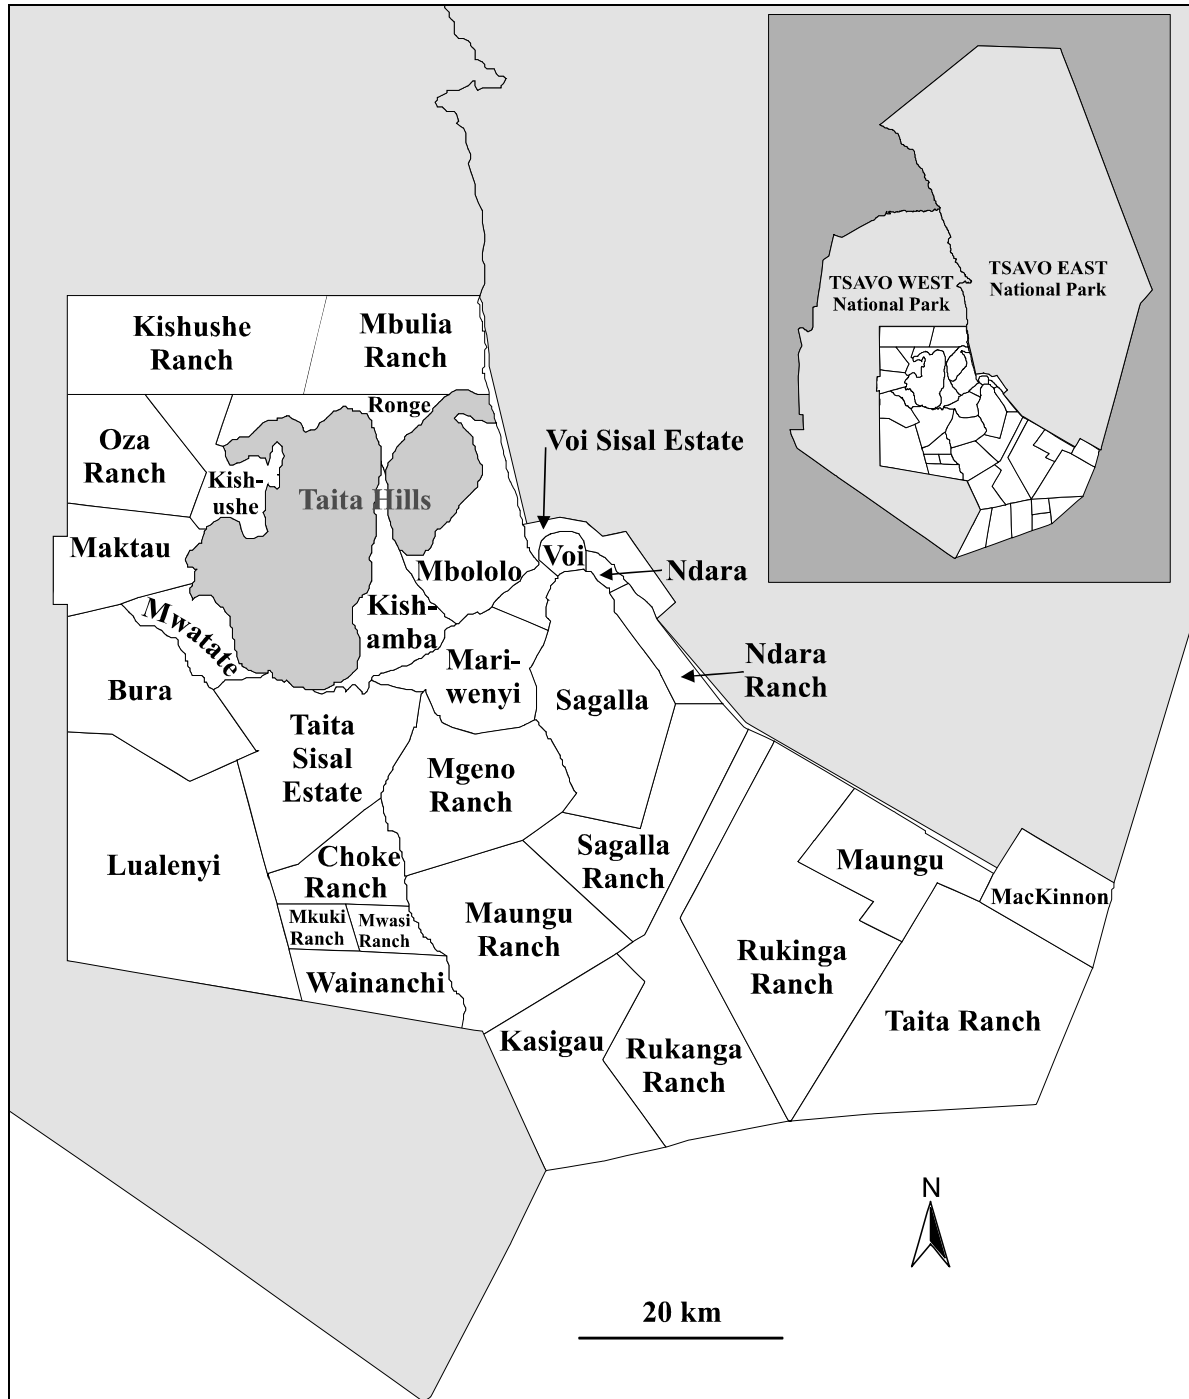 TSAVO WEST
National Park
TSAVO EAST
National Park
Kishushe
Ranch
Mbulia
Ranch
Ronge
Oza
Ranch
Voi Sisal Estate
Kish-
ushe
Taita Hills
Maktau
Voi
Mbololo
Ndara
Mwatate
Kish-
amba
Mari-
wenyi
Ndara
Ranch
Bura
Sagalla
Taita
Sisal
Estate
Mgeno
Ranch
Lualenyi
Choke
Ranch
Sagalla
Ranch
Maungu
MacKinnon
Mkuki
Ranch
Mwasi
Ranch
Maungu
Ranch
Rukinga
Ranch
Wainanchi
Taita Ranch
Kasigau
Rukanga
Ranch
N
20 km